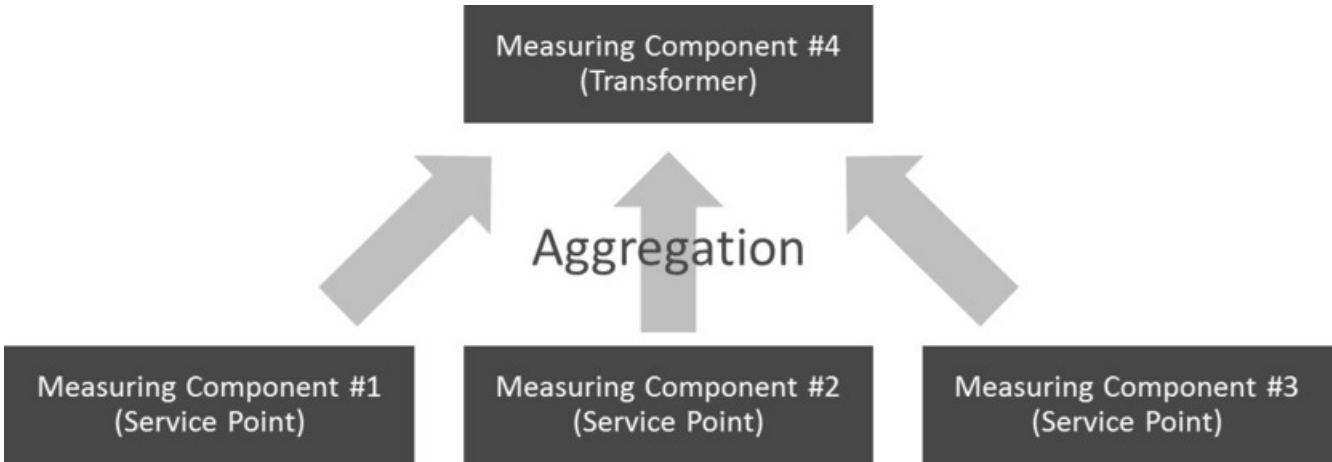 Measuring Component #4
(Transformer)
Aggregation
Measuring Component #1
(Service Point)
Measuring Component #2
(Service Point)
Measuring Component #3
(Service Point)